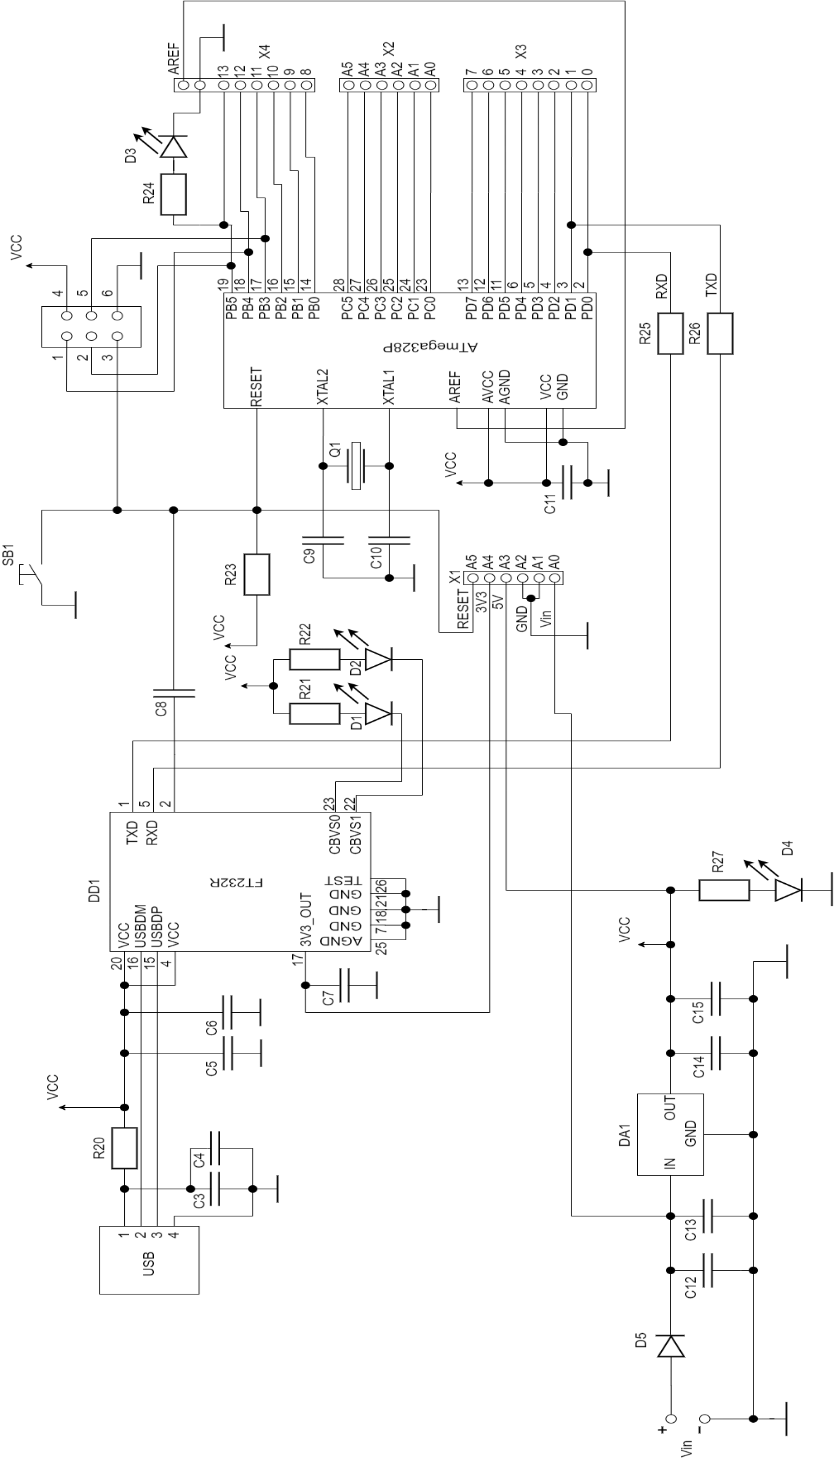 AREF
13
12
11
10
9
8
X4
A5
A4
A3
A2
A1
A0
X2
7
6
5
4
3
2
1
0
X3
D3
R24
VCC
4
5
6
1
2
3
19
18
17
16
15
14
28
27
26
25
24
23
13
12
11
6
5
4
3
2
PB5
PB4
PB3
PB2
PB1
PB0
PC5
PC4
PC3
PC2
PC1
PC0
PD7
PD6
PD5
PD4
PD3
PD2
PD1
PD0
ATmega328P
RESET
XTAL2
XTAL1
AREF
AVCC
AGND
VCC
GND
RXD
TXD
R25
R26
Q1
VCC
C11
SB1
R23
C9
C10
VCC
X1
A5
A4
A3
A2
A1
A0
RESET
3V3
5V
GND
Vin
VCC
R22
R21
D2
D1
C8
1
5
2
23
22
TXD
RXD
CBVS0
CBVS1
DD1
FT232R
TEST
GND
GND
GND
AGND
26
21
18
7
25
VCC
USBDM
USBDP
VCC
3V3_OUT
20
16
15
4
17
C7
C6
C5
VCC
R20
C4
C3
1
2
3
4
USB
R27
D4
VCC
C15
C14
DA1
OUT
GND
IN
C13
C12
D5
+
-
Vin